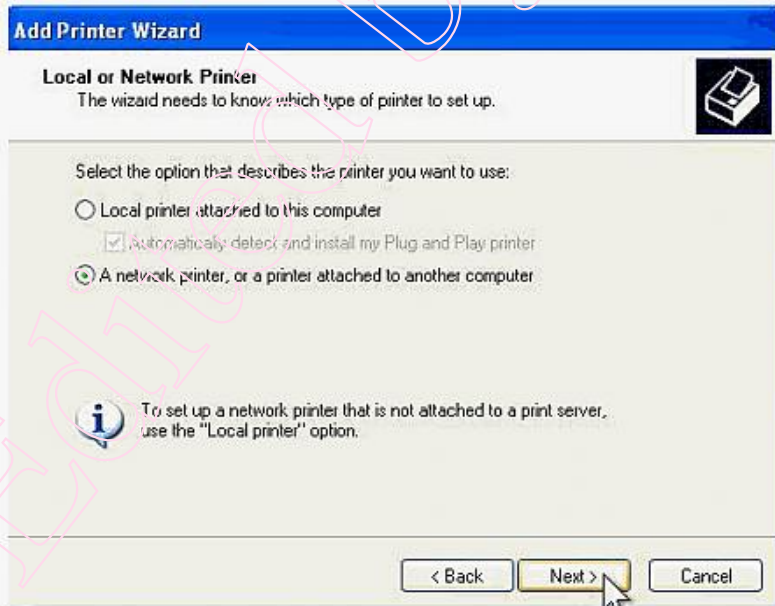 Add Printer Wizard
Local or Network Printer
The wizard needs to know which type of printer to set up.
Select the option that describes the printer you want to use:
Local printer attached to this computer
Automatically detect and install my Plug and Play printer
A network printer, or a printer attached to another computer
To set up a network printer that is not attached to a print server,
use the "Local printer" option.
< Back Next > Cancel
Edited